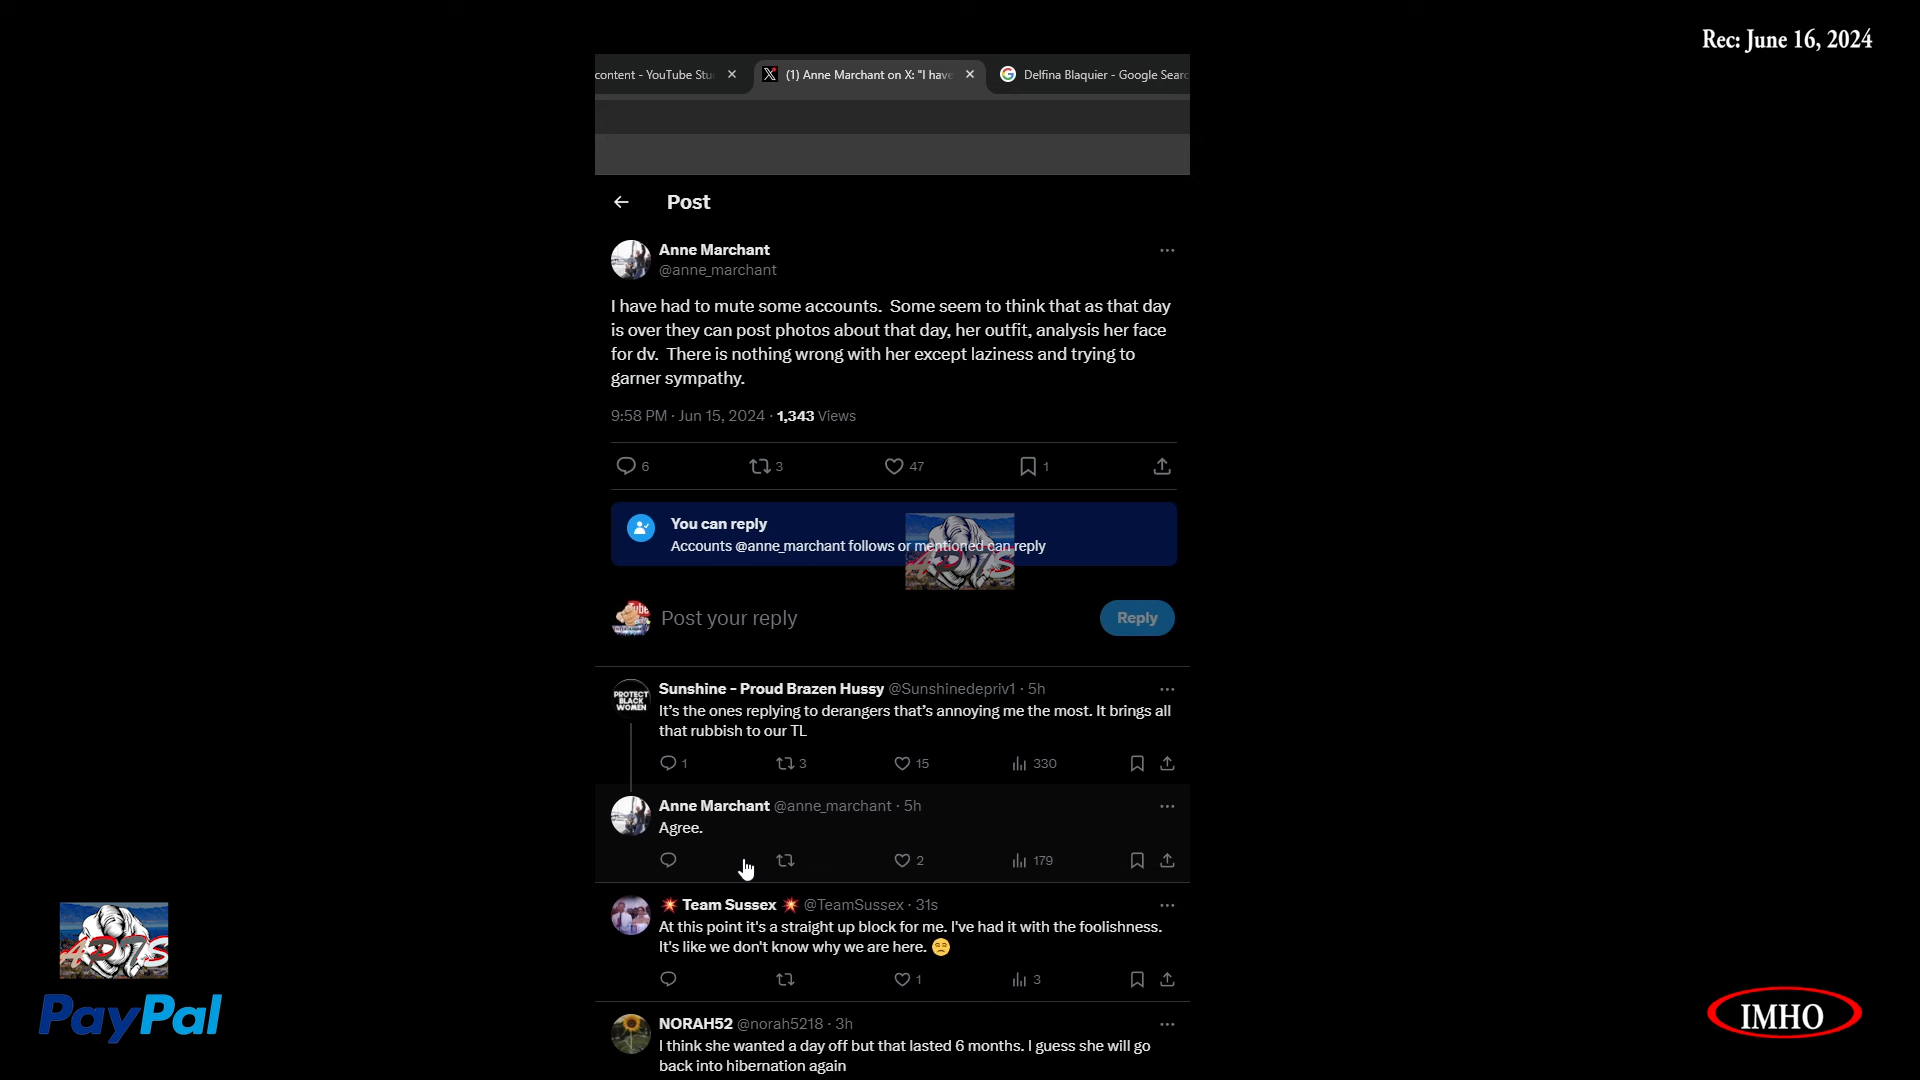 Rec: June 16, 2024
content - YouTube Stu
(1) Anne Marchant on X: "I have
Delfina Blaquier - Google Searc
Post
Anne Marchant
@anne_marchant
I have had to mute some accounts.  Some seem to think that as that day
is over they can post photos about that day, her outfit, analysis her face
for dv.  There is nothing wrong with her except laziness and trying to
garner sympathy.
9:58 PM · Jun 15, 2024 · 1,343 Views
6 3 47 1
You can reply
Accounts @anne_marchant follows or mentioned can reply
Post your reply
Reply
PROTECT
BLACK
WOMEN
Sunshine - Proud Brazen Hussy @Sunshinedepriv1 · 5h
It's the ones replying to derangers that's annoying me the most. It brings all
that rubbish to our TL
1 3 15 330
Anne Marchant @anne_marchant · 5h
Agree.
2 179
💥 Team Sussex 💥 @TeamSussex · 31s
At this point it's a straight up block for me. I've had it with the foolishness.
It's like we don't know why we are here. 😒
1 3
NORAH52 @norah5218 · 3h
I think she wanted a day off but that lasted 6 months. I guess she will go
back into hibernation again
PayPal
IMHO